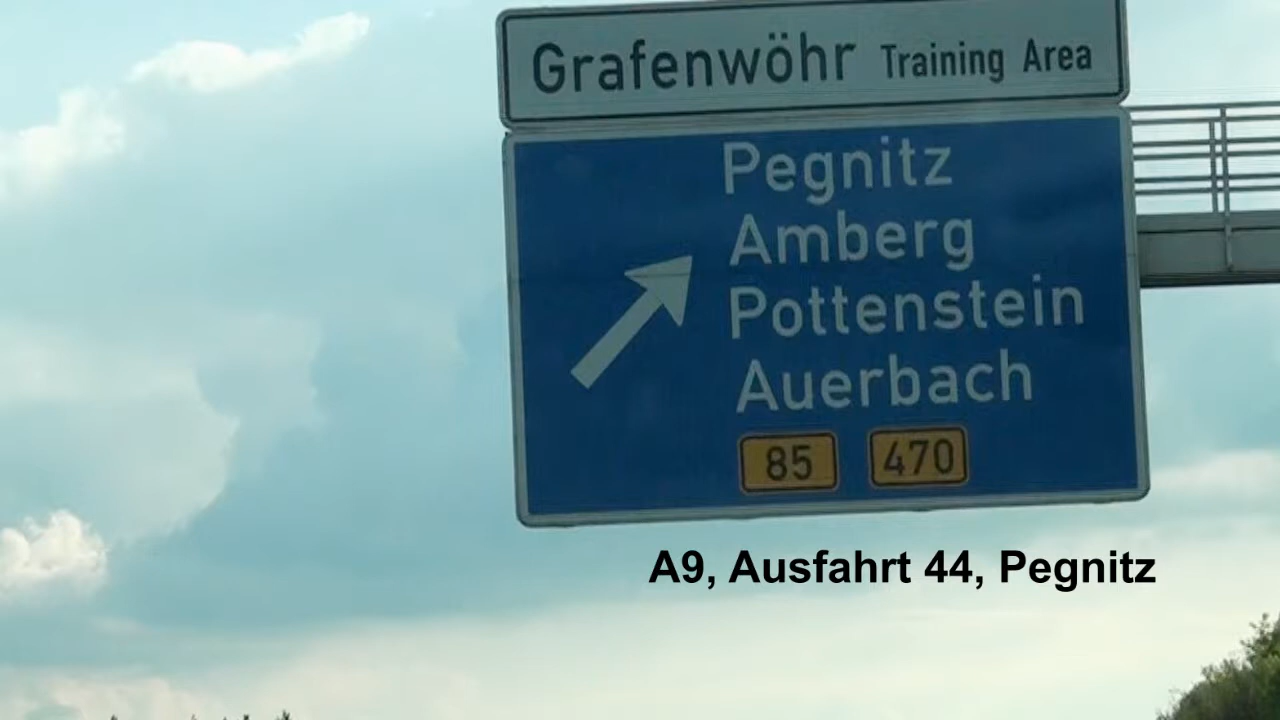 Grafenwöhr Training Area
Pegnitz
Amberg
Pottenstein
Auerbach
85 470
A9, Ausfahrt 44, Pegnitz